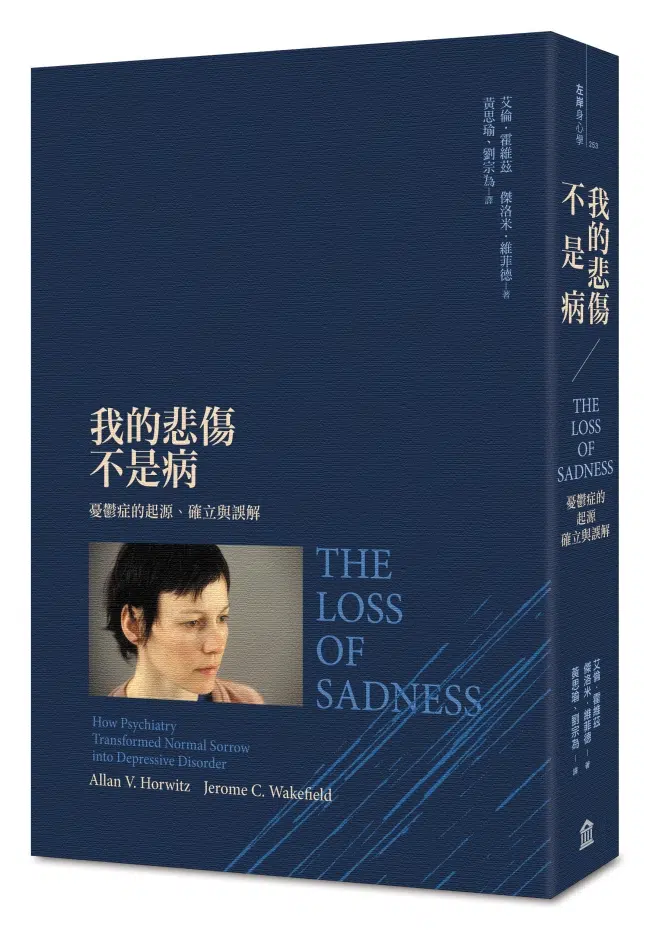 艾倫・霍維茲　傑洛米・維菲德—著
黃思瑜、劉宗為—譯
我的悲傷
不是病
憂鬱症的起源、確立與誤解
THE
LOSS
OF
SADNESS
How Psychiatry
Transformed Normal Sorrow
into Depressive Disorder
Allan V. Horwitz Jerome C. Wakefield
左岸身心學
253
我的悲傷
不是病
THE
LOSS
OF
SADNESS
憂鬱症的
起源
確立與誤解
艾倫・霍維茲
傑洛米・維菲德—著
黃思瑜、劉宗為—譯